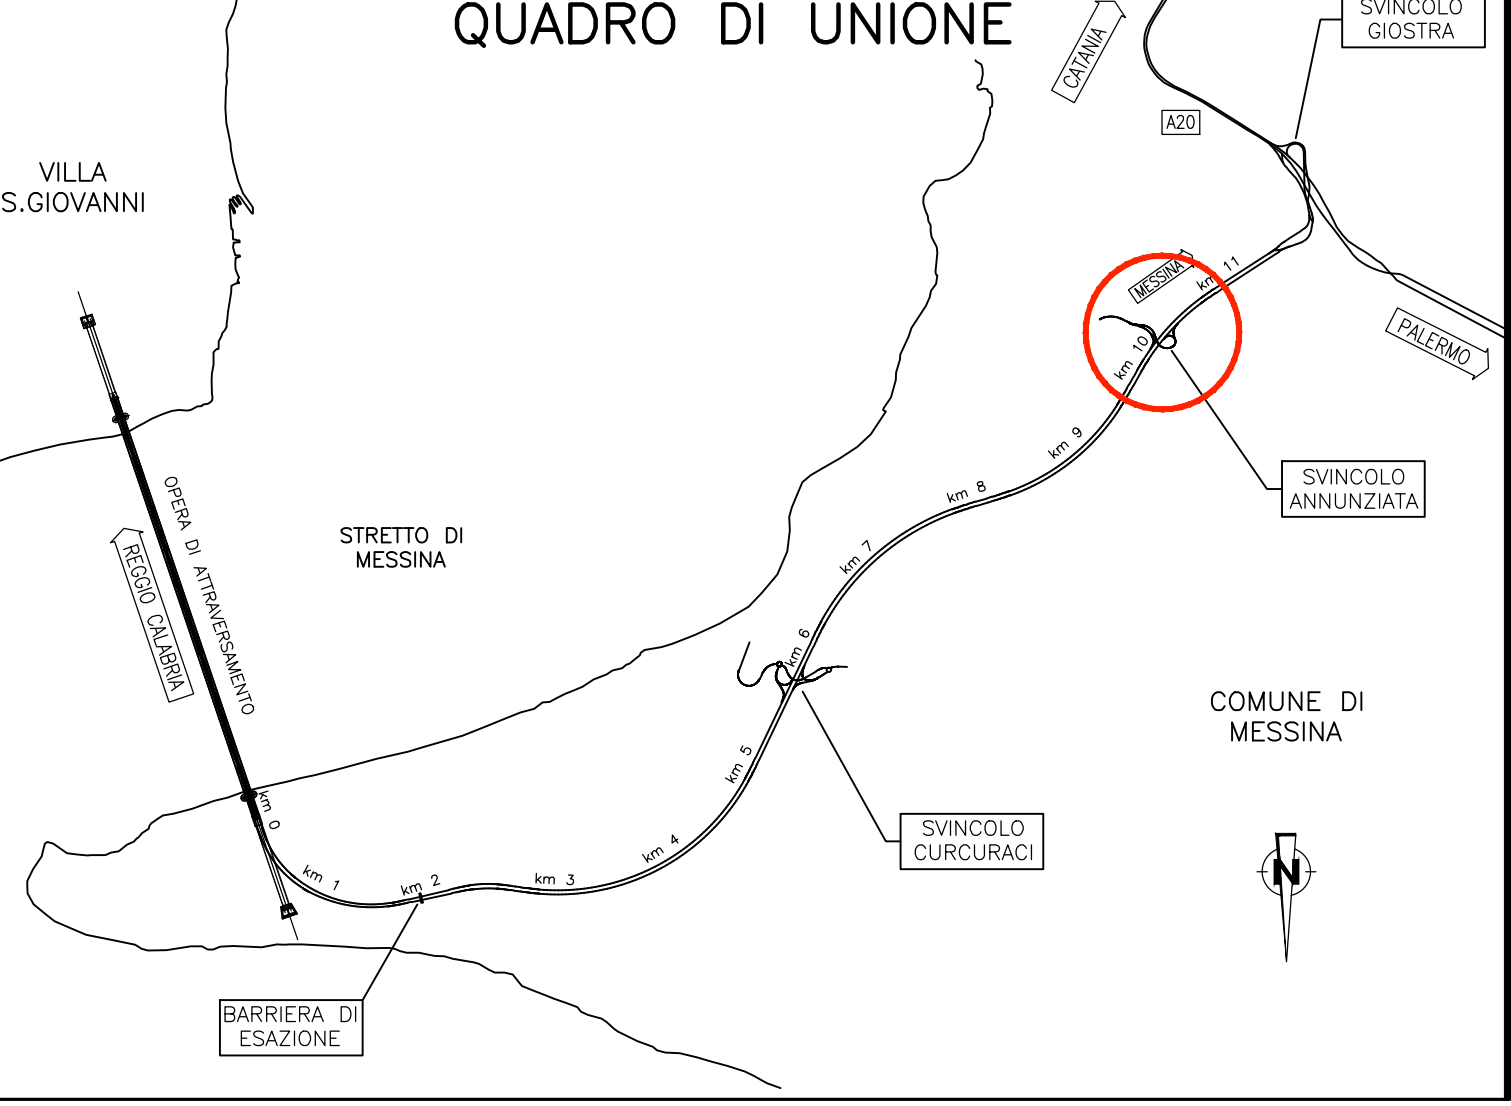 QUADRO DI UNIONE
SVINCOLO
GIOSTRA
CATANIA
A20
VILLA
S.GIOVANNI
MESSINA
km 11
PALERMO
km 10
km 9
SVINCOLO
ANNUNZIATA
km 8
OPERA DI ATTRAVERSAMENTO
REGGIO CALABRIA
STRETTO DI
MESSINA
km 7
km 6
COMUNE DI
MESSINA
km 5
km 0
SVINCOLO
CURCURACI
km 4
km 1
km 2
km 3
N
BARRIERA DI
ESAZIONE